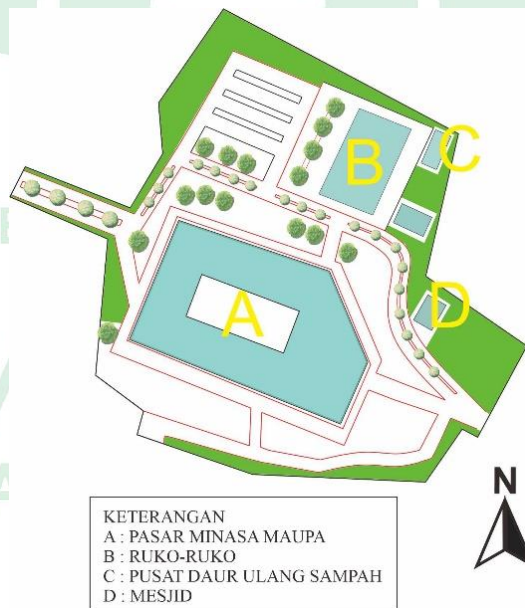 B
C
A
D
N
KETERANGAN
A : PASAR MINASA MAUPA
B : RUKO-RUKO
C : PUSAT DAUR ULANG SAMPAH
D : MESJID